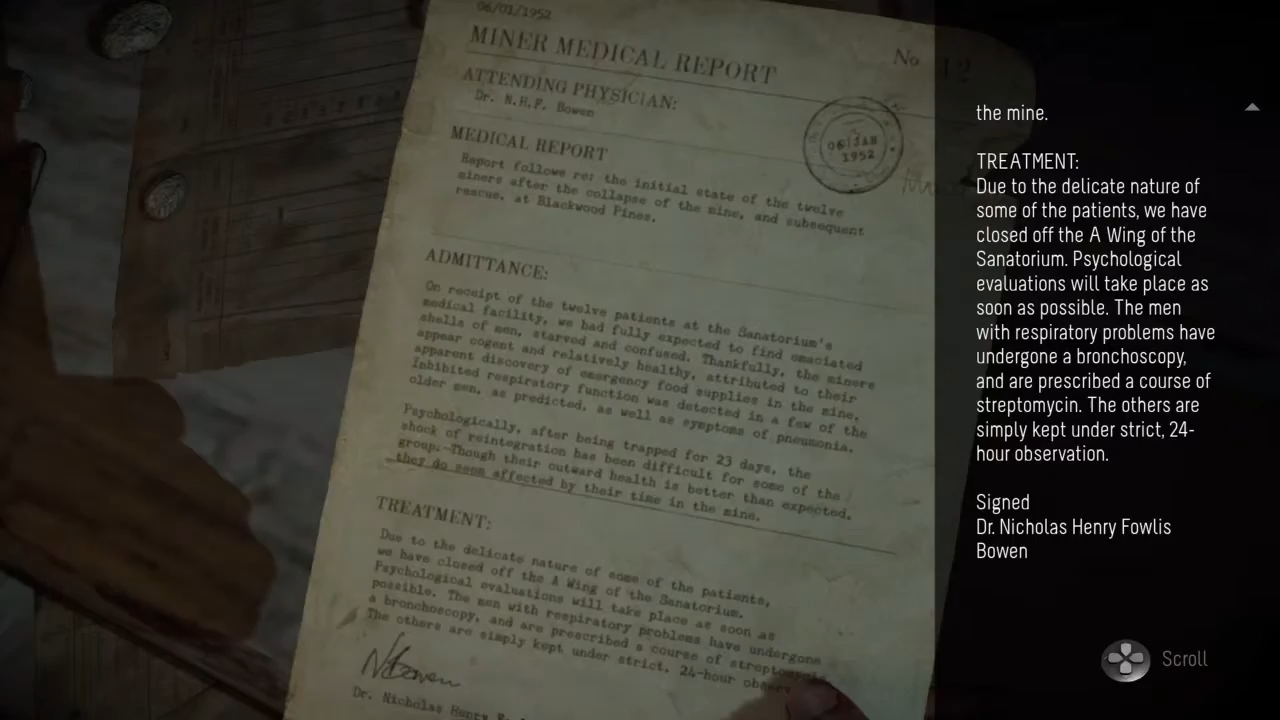 06/01/1952
MINER MEDICAL REPORT
No 12
ATTENDING PHYSICIAN:
Dr. N.H.F. Bowen
06 JAN
1952
MEDICAL REPORT
Report follows re: the initial state of the twelve
miners after the collapse of the mine, and subsequent
rescue, at Blackwood Pines.
ADMITTANCE:
On receipt of the twelve patients at the Sanatorium's
medical facility, we had fully expected to find emaciated
shells of men, starved and confused. Thankfully, the miners
appear cogent and relatively healthy, attributed to their
apparent discovery of emergency food supplies in the mine.
Inhibited respiratory function was detected in a few of the
older men, as predicted, as well as symptoms of pneumonia.
Psychologically, after being trapped for 23 days, the
shock of reintegration has been difficult for some of the
group. Though their outward health is better than expected,
they do seem affected by their time in the mine.
TREATMENT:
Due to the delicate nature of some of the patients,
we have closed off the A Wing of the Sanatorium.
Psychological evaluations will take place as soon as
possible. The men with respiratory problems have undergone
a bronchoscopy, and are prescribed a course of streptomycin.
The others are simply kept under strict, 24-hour observ
NBowen
Dr. Nicholas Henry
the mine.
TREATMENT:
Due to the delicate nature of
some of the patients, we have
closed off the A Wing of the
Sanatorium. Psychological
evaluations will take place as
soon as possible. The men
with respiratory problems have
undergone a bronchoscopy,
and are prescribed a course of
streptomycin. The others are
simply kept under strict, 24-
hour observation.
Signed
Dr. Nicholas Henry Fowlis
Bowen
Scroll